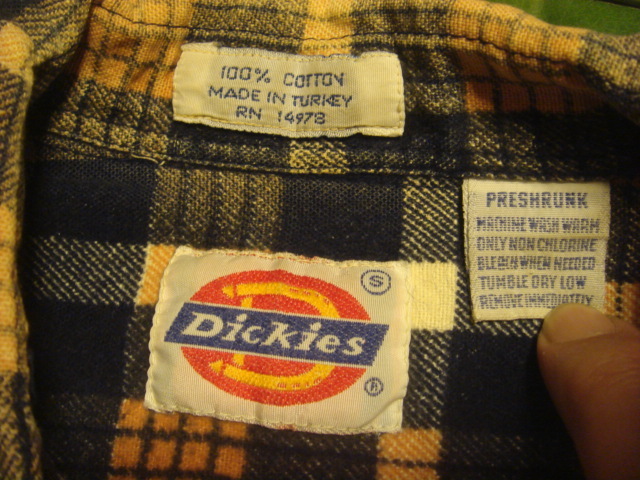 100% COTTON
MADE IN TURKEY
RN 14978
PRESHRUNK
MACHINE WASH WARM
ONLY NON CHLORINE
BLEACH WHEN NEEDED
TUMBLE DRY LOW
REMOVE IMMEDIATELY
S
Dickies
®